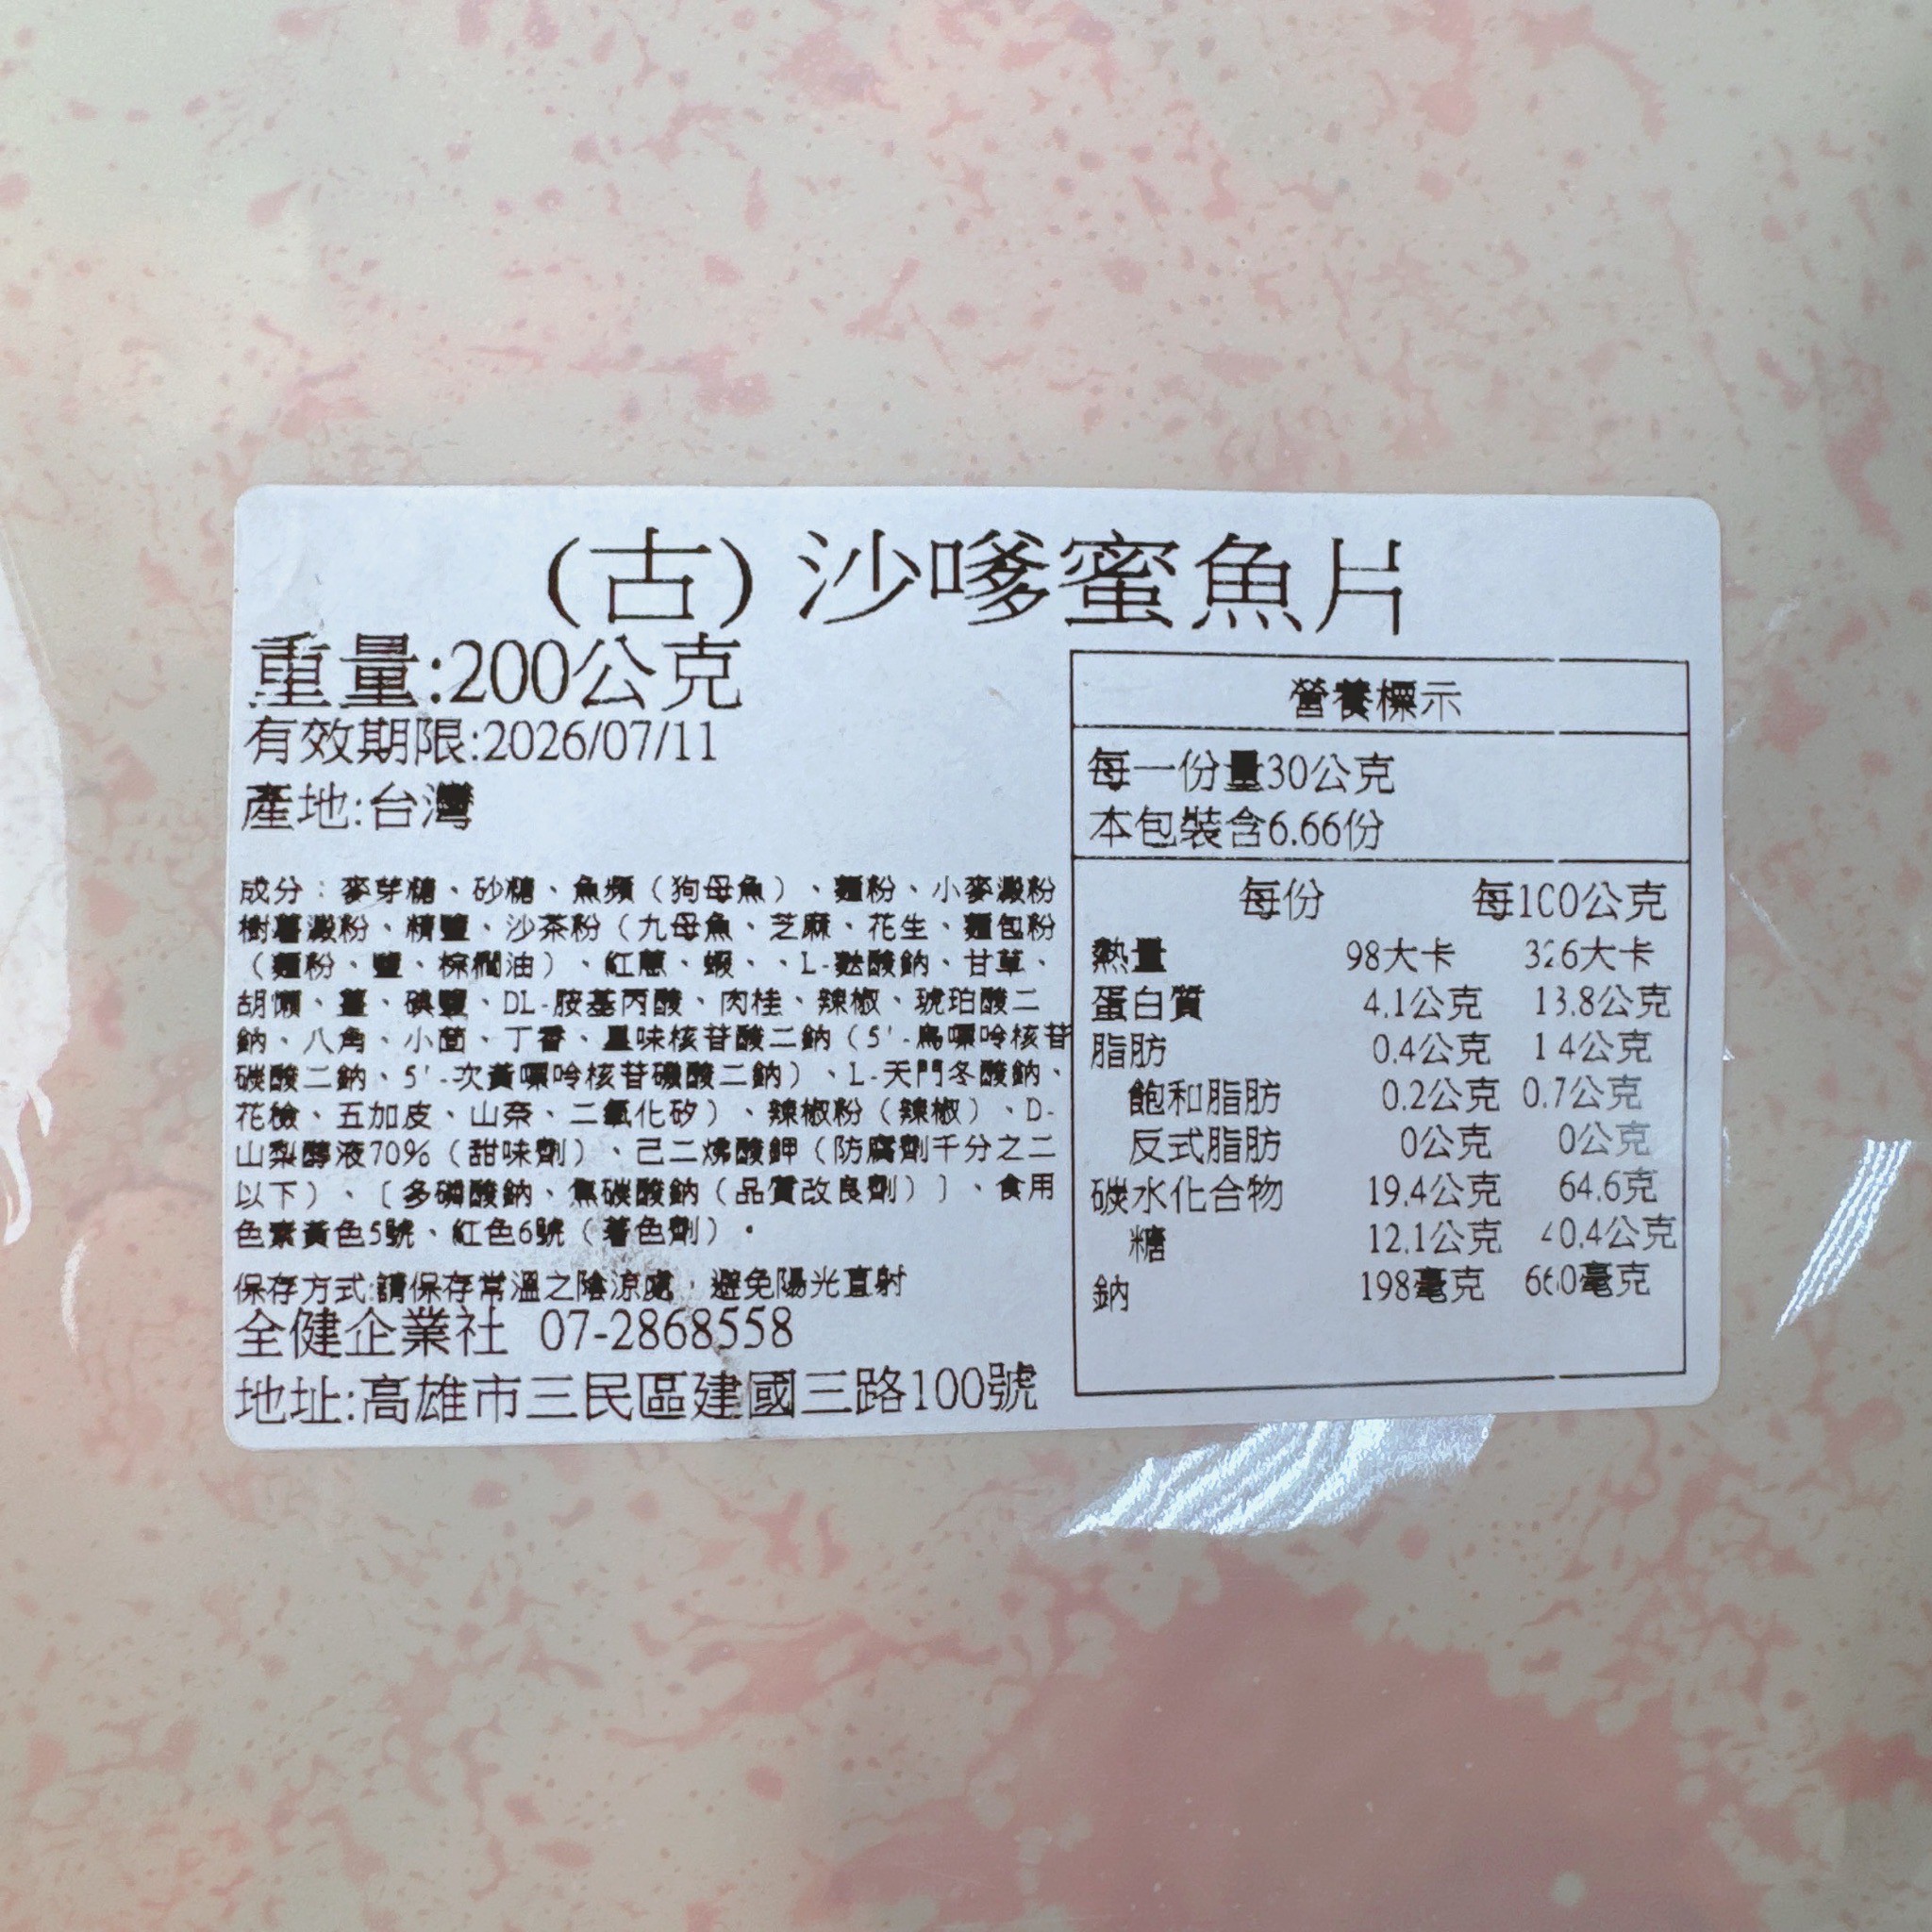 (古) 沙嗲蜜魚片
重量:200公克
有效期限:2026/07/11
產地:台灣
成分：麥芽糖、砂糖、魚漿（狗母魚）、麵粉、小麥澱粉
樹薯澱粉、精鹽、沙茶粉（九母魚、芝麻、花生、麵包粉
（麵粉、鹽、棕櫚油）、紅蔥、蝦、、L-麩酸鈉、甘草、
胡懶、薑、碘鹽、DL-胺基丙酸、肉桂、辣椒、琥珀酸二
鈉、八角、小茴、丁香、呈味核苷酸二鈉（5'-鳥嘌呤核苷
碳酸二鈉、5'-次黃嘌呤核苷磷酸二鈉）、L-天門冬酸鈉、
花檢、五加皮、山奈、二氧化矽）、辣椒粉（辣椒）、D-
山梨醇液70%（甜味劑）、己二烯酸鉀（防腐劑千分之二
以下）、〔多磷酸鈉、焦碳酸鈉（品質改良劑）〕、食用
色素黃色5號、紅色6號（著色劑）。
保存方式:請保存常溫之陰涼處，避免陽光直射
全健企業社 07-2868558
地址:高雄市三民區建國三路100號
營養標示
每一份量30公克
本包裝含6.66份
每份 每100公克
熱量 98大卡 326大卡
蛋白質 4.1公克 13.8公克
脂肪 0.4公克 1 4公克
飽和脂肪 0.2公克 0.7公克
反式脂肪 0公克 0公克
碳水化合物 19.4公克 64.6克
糖 12.1公克 40.4公克
鈉 198毫克 660毫克